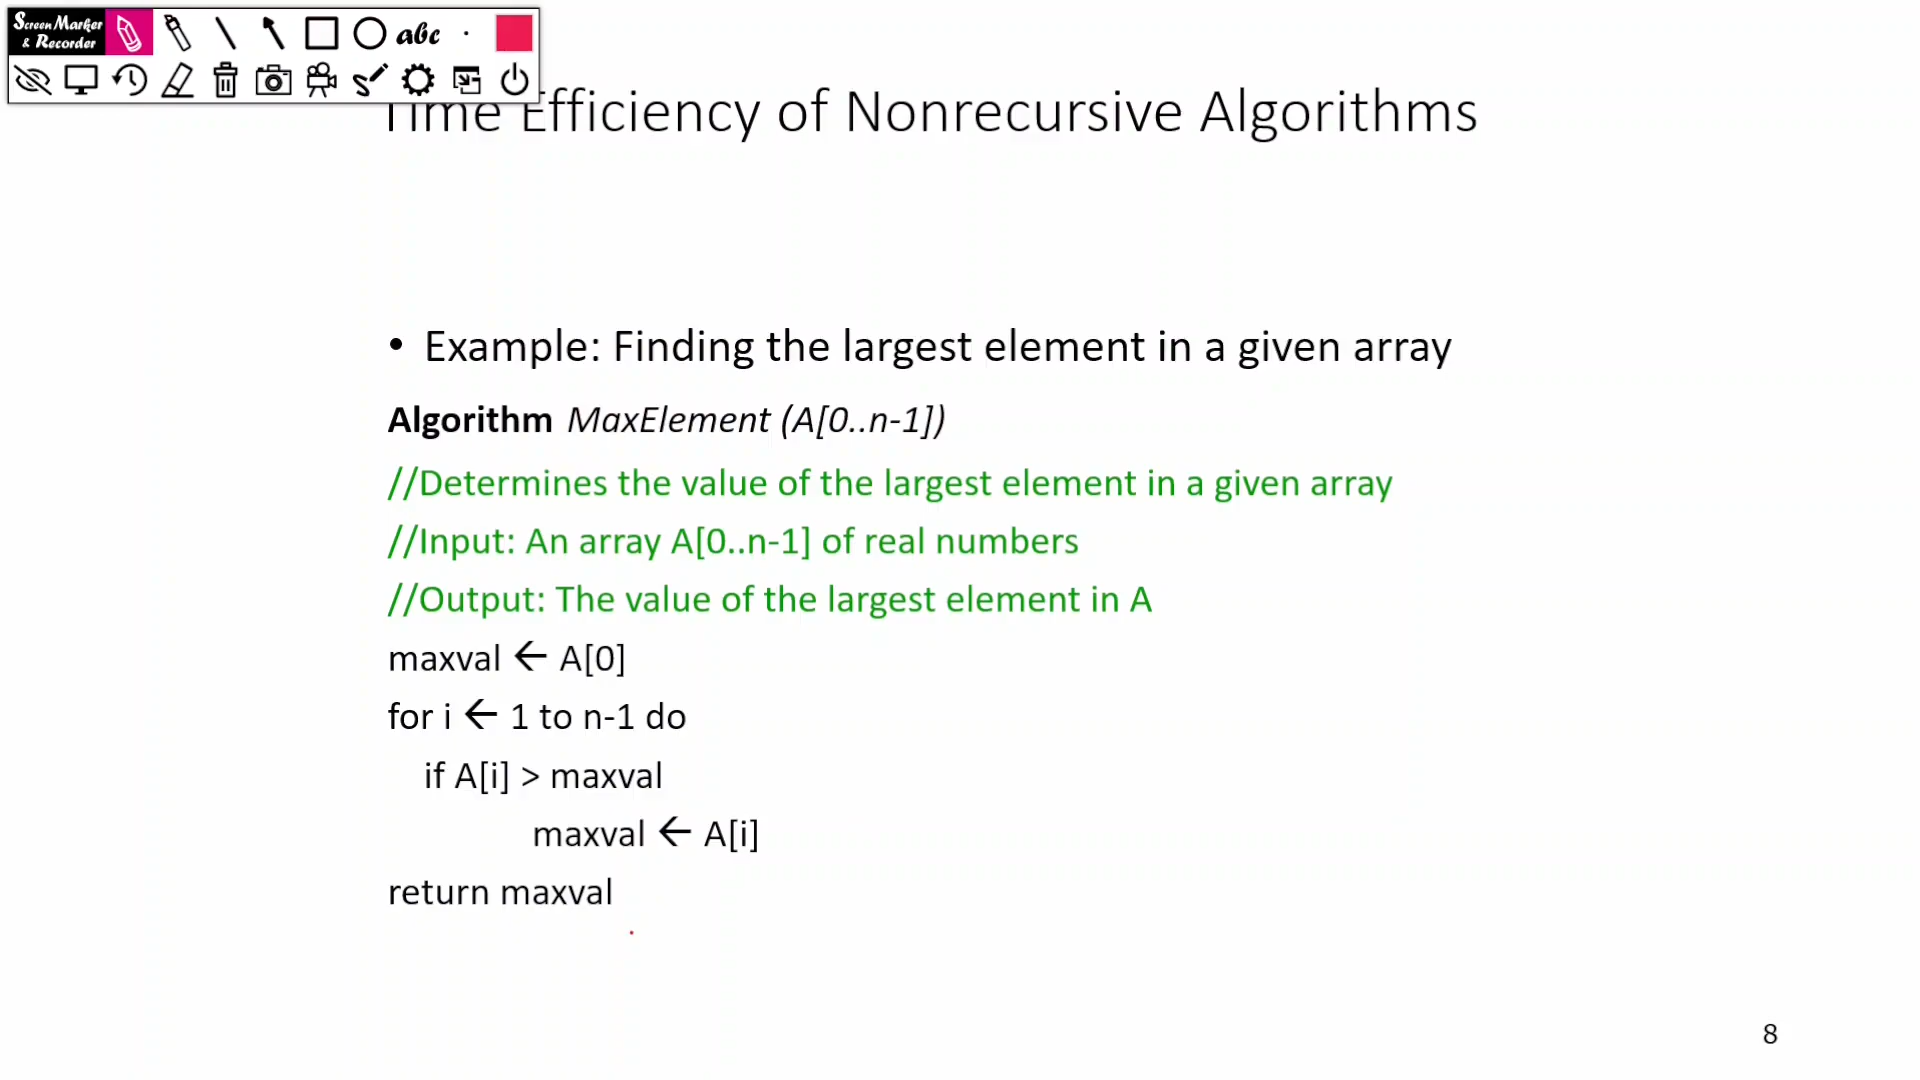 Screen Marker
& Recorder
abc
Time Efficiency of Nonrecursive Algorithms
• Example: Finding the largest element in a given array
Algorithm MaxElement (A[0..n-1])
//Determines the value of the largest element in a given array
//Input: An array A[0..n-1] of real numbers
//Output: The value of the largest element in A
maxval ← A[0]
for i ← 1 to n-1 do
if A[i] > maxval
maxval ← A[i]
return maxval
8